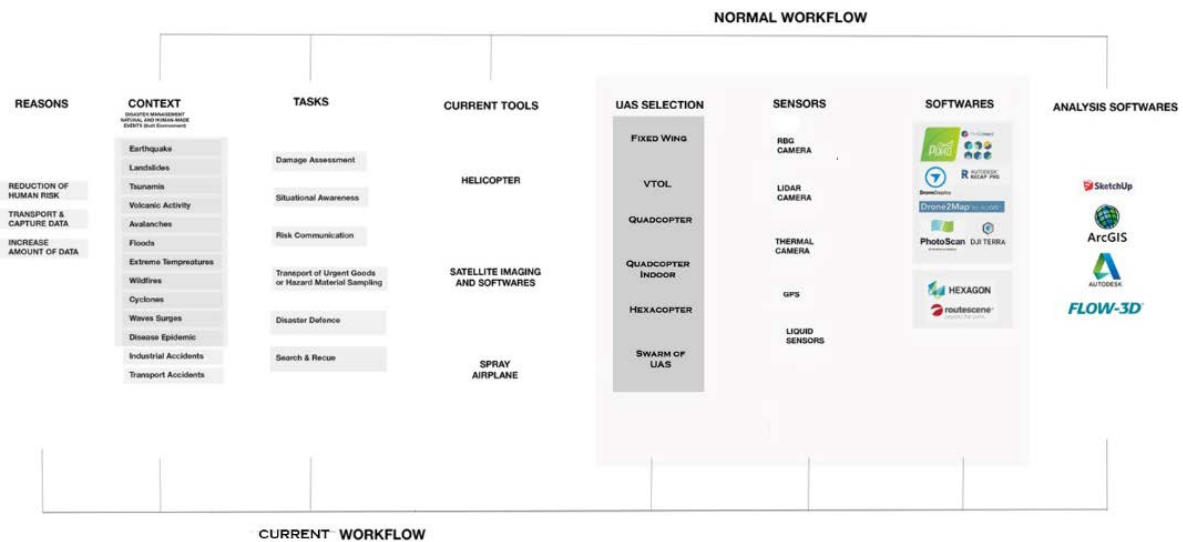 NORMAL WORKFLOW
REASONS
REDUCTION OF
HUMAN RISK
TRANSPORT &
CAPTURE DATA
INCREASE
AMOUNT OF DATA
CONTEXT
DISASTER MANAGEMENT
NATURAL AND HUMAN-MADE
EVENTS (Built Environment)
Earthquake
Landslides
Tsunamis
Volcanic Activity
Avalanches
Floods
Extreme Tempreatures
Wildfires
Cyclones
Waves Surges
Disease Epidemic
Industrial Accidents
Transport Accidents
TASKS
Damage Assessment
Situational Awareness
Risk Communication
Transport of Urgent Goods
or Hazard Material Sampling
Disaster Defence
Search & Recue
CURRENT TOOLS
HELICOPTER
SATELLITE IMAGING
AND SOFTWARES
SPRAY
AIRPLANE
UAS SELECTION
FIXED WING
VTOL
QUADCOPTER
QUADCOPTER
INDOOR
HEXACOPTER
SWARM OF
UAS
SENSORS
RBG
CAMERA
LIDAR
CAMERA
THERMAL
CAMERA
GPS
LIQUID
SENSORS
SOFTWARES
AUTODESK
RECAP PRO
DroneDeploy
Drone2Map
PhotoScan
DJI TERRA
HEXAGON
routescene
ANALYSIS SOFTWARES
SketchUp
ArcGIS
AUTODESK
FLOW-3D
CURRENT WORKFLOW